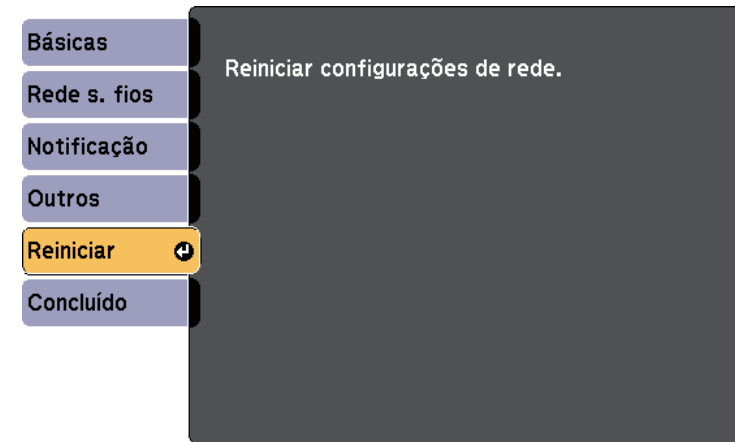 Básicas
Reiniciar configurações de rede.
Rede s. fios
Notificação
Outros
Reiniciar
Concluído